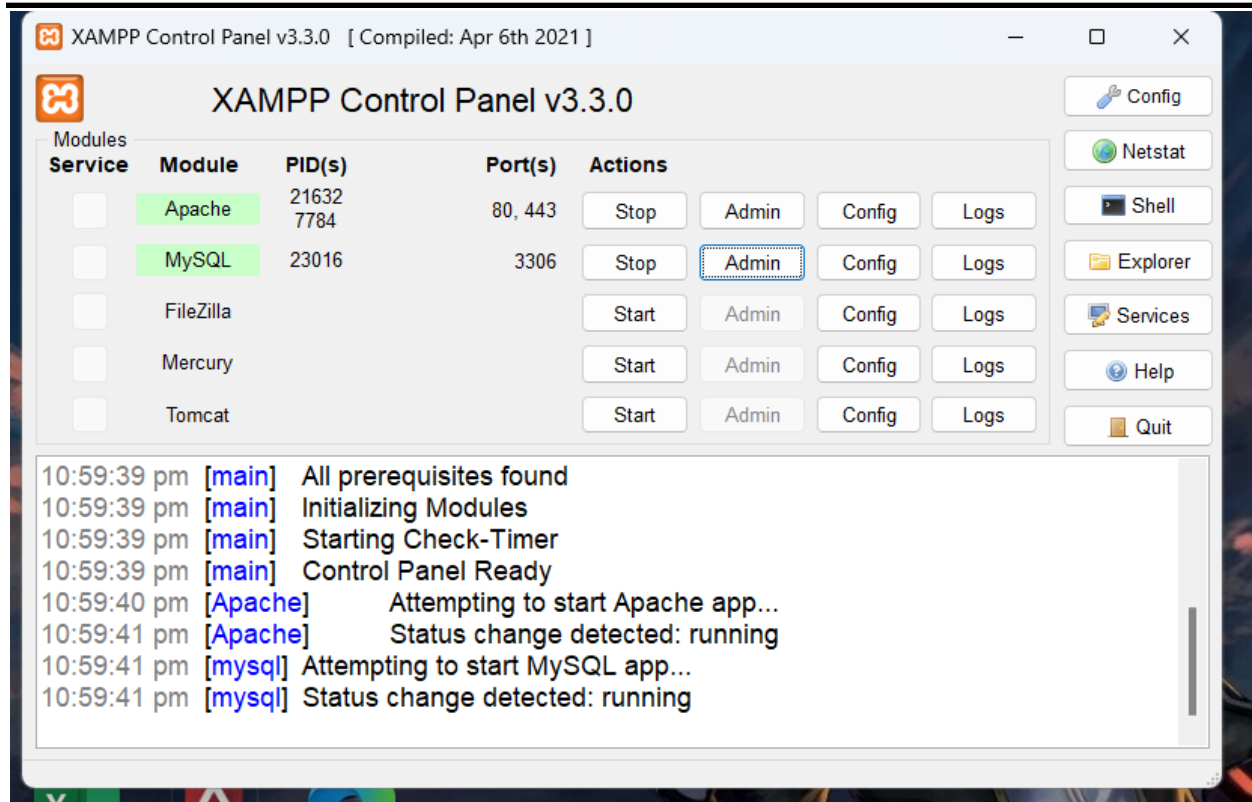 XAMPP Control Panel v3.3.0 [ Compiled: Apr 6th 2021 ]
XAMPP Control Panel v3.3.0
Config
Modules
Netstat
Service Module PID(s) Port(s) Actions
Apache 21632 7784 80, 443 Stop Admin Config Logs
Shell
MySQL 23016 3306 Stop Admin Config Logs
Explorer
FileZilla Start Admin Config Logs
Services
Mercury Start Admin Config Logs
Help
Tomcat Start Admin Config Logs
Quit
10:59:39 pm [main] All prerequisites found
10:59:39 pm [main] Initializing Modules
10:59:39 pm [main] Starting Check-Timer
10:59:39 pm [main] Control Panel Ready
10:59:40 pm [Apache] Attempting to start Apache app...
10:59:41 pm [Apache] Status change detected: running
10:59:41 pm [mysql] Attempting to start MySQL app...
10:59:41 pm [mysql] Status change detected: running